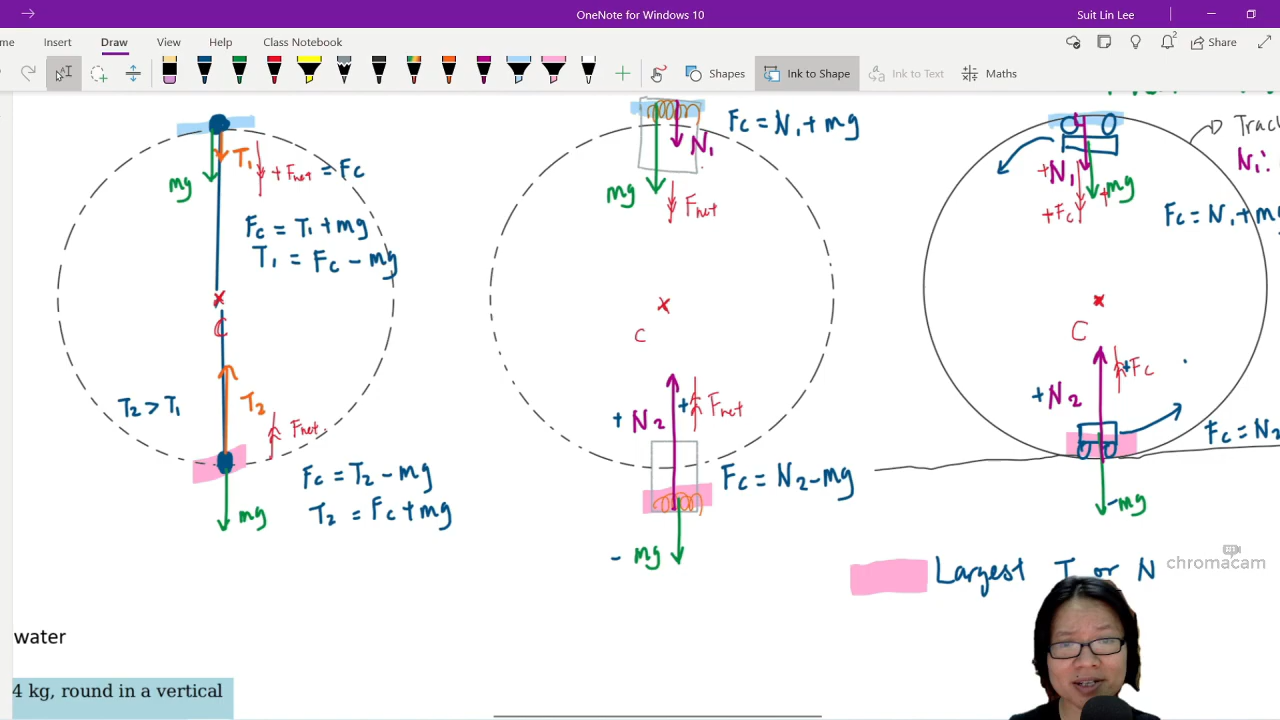 OneNote for Windows 10
Suit Lin Lee
Insert
Draw
View
Help
Class Notebook
Share
Shapes
Ink to Shape
Ink to Text
Maths
mg
T₁
+ Fnet = Fc
Fc = T₁ + mg
T₁ = Fc − mg
C
T₂ > T₁
T₂
Fnet
Fc = T₂ − mg
T₂ = Fc + mg
mg
Fc = N₁ + mg
N₁
mg
Fnet
C
+ N₂
+
Fnet
Fc = N₂ − mg
− mg
Track
N₁:
+N₁
+
mg
+Fc
Fc = N₁ + mg
C
+Fc
+N₂
Fc = N₂
−mg
chromacam
Largest T or N
water
4 kg, round in a vertical